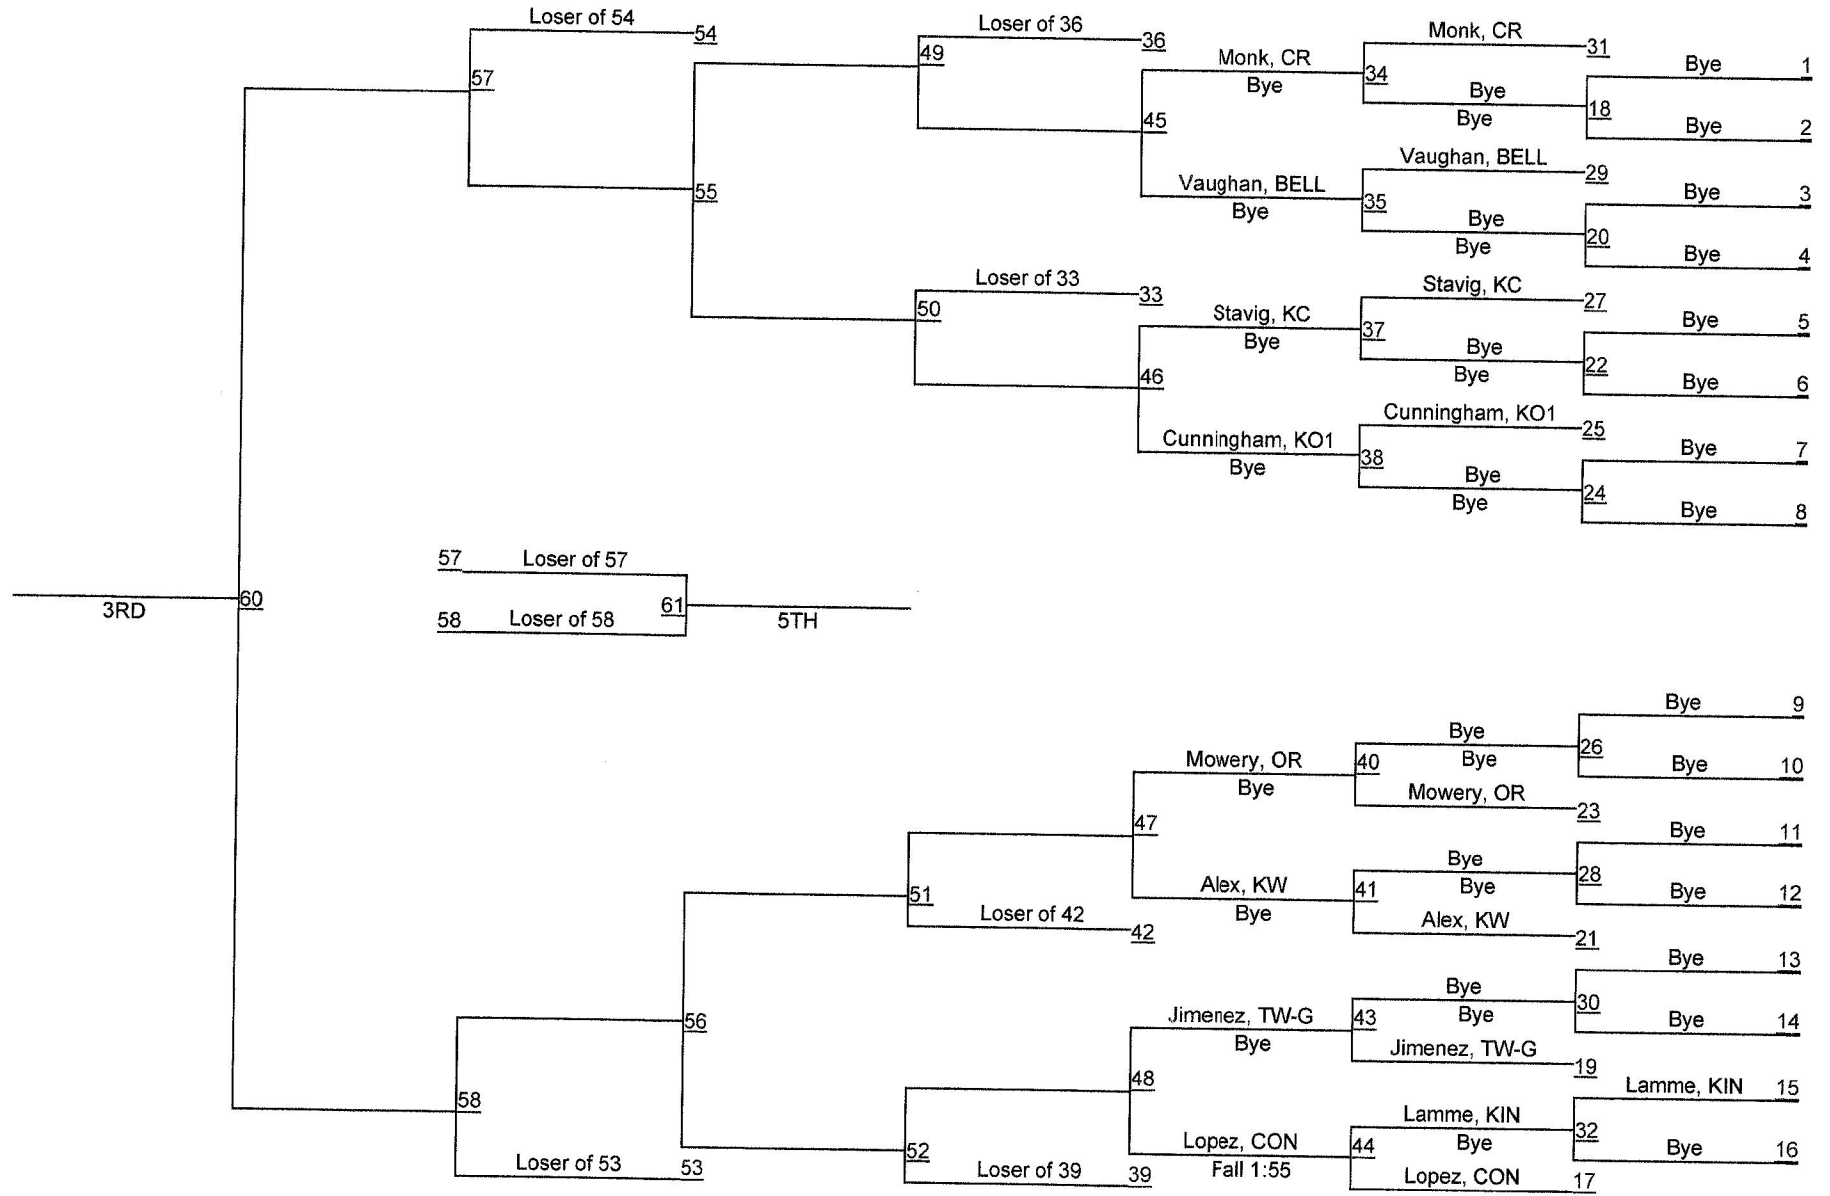 Loser of 54
54
57
55
Loser of 36
36
49
45
Monk, CR
Bye
Monk, CR
31
34
Bye
Bye
18
Bye 1
Bye 2
Vaughan, BELL
Bye
Vaughan, BELL
29
35
Bye
Bye
20
Bye 3
Bye 4
Loser of 33
33
50
46
Stavig, KC
Bye
Stavig, KC
27
37
Bye
Bye
22
Bye 5
Bye 6
Cunningham, KO1
Bye
Cunningham, KO1
25
38
Bye
Bye
24
Bye 7
Bye 8
57 Loser of 57
58 Loser of 58
61
5TH
3RD
60
Mowery, OR
Bye
40
Bye
Bye
26
Bye 9
Bye 10
Mowery, OR
23
47
Alex, KW
Bye
41
Bye
Bye
28
Bye 11
Bye 12
Alex, KW
21
51
Loser of 42
42
56
Jimenez, TW-G
Bye
43
Bye
Bye
30
Bye 13
Bye 14
Jimenez, TW-G
19
48
Lopez, CON
Fall 1:55
44
Lamme, KIN
Bye
32
Lamme, KIN 15
Bye 16
Lopez, CON
17
52
Loser of 39
39
58
Loser of 53
53